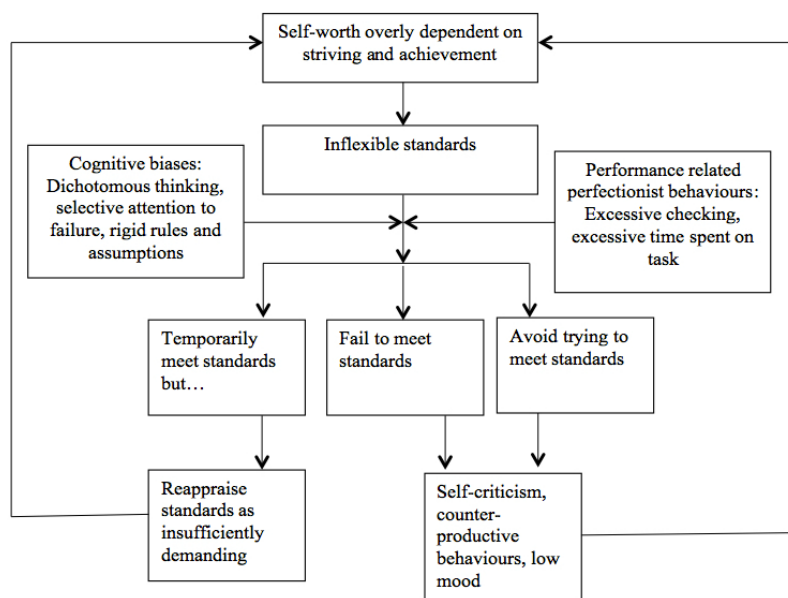 Self-worth overly dependent on
striving and achievement
Inflexible standards
Cognitive biases:
Dichotomous thinking,
selective attention to
failure, rigid rules and
assumptions
Performance related
perfectionist behaviours:
Excessive checking,
excessive time spent on
task
Temporarily
meet standards
but…
Fail to meet
standards
Avoid trying to
meet standards
Reappraise
standards as
insufficiently
demanding
Self-criticism,
counter-
productive
behaviours, low
mood